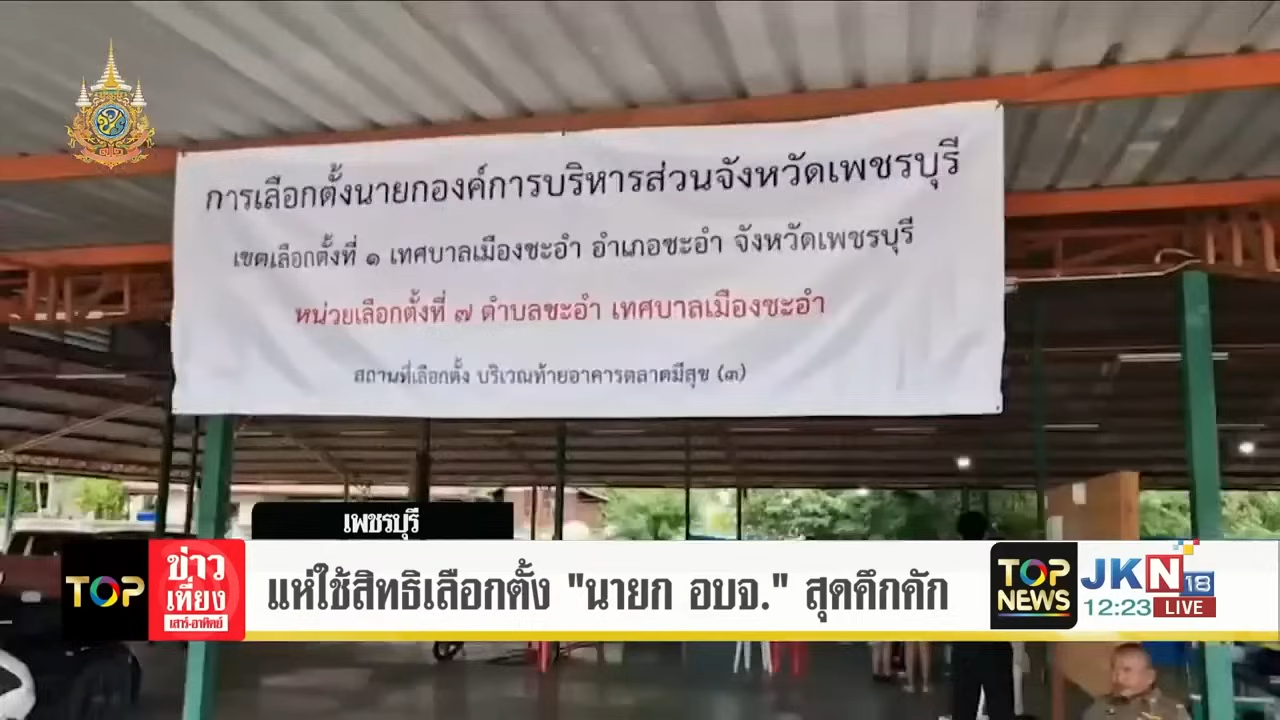 การเลือกตั้งนายกองค์การบริหารส่วนจังหวัดเพชรบุรี
เขตเลือกตั้งที่ ๑ เทศบาลเมืองชะอำ อำเภอชะอำ จังหวัดเพชรบุรี
หน่วยเลือกตั้งที่ ๗ ตำบลชะอำ เทศบาลเมืองชะอำ
สถานที่เลือกตั้ง บริเวณท้ายอาคารตลาดมีสุข (๓)
เพชรบุรี
TOP
ข่าว
เที่ยง
เสาร์-อาทิตย์
แห่ใช้สิทธิเลือกตั้ง "นายก อบจ." สุดคึกคัก
TOP
NEWS
JKN18
12:23 LIVE